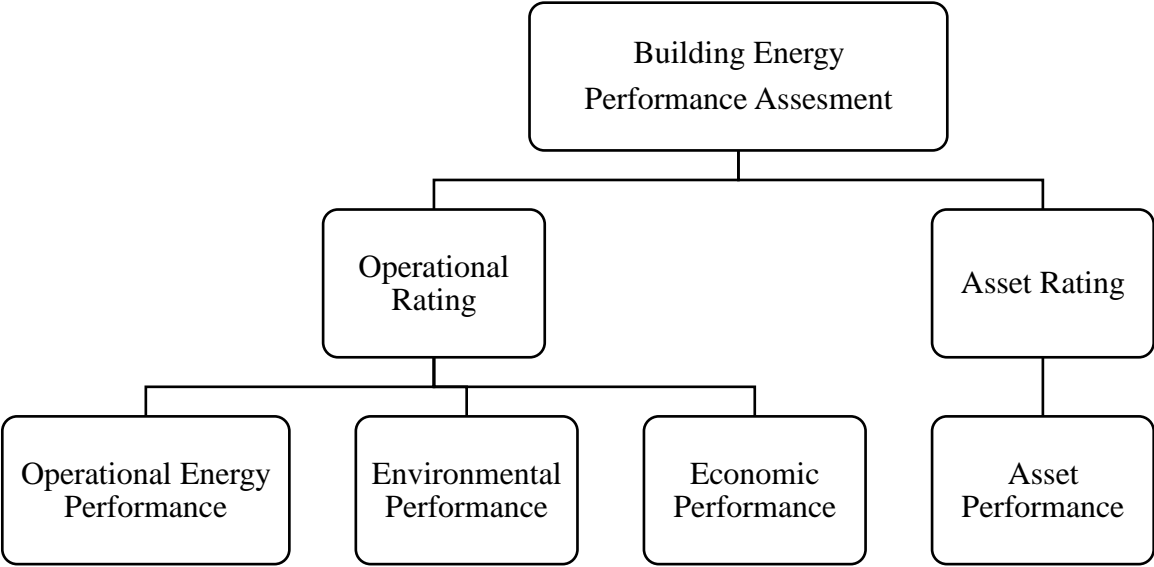 Building Energy
Performance Assesment
Operational
Rating
Asset Rating
Operational Energy
Performance
Environmental
Performance
Economic
Performance
Asset
Performance